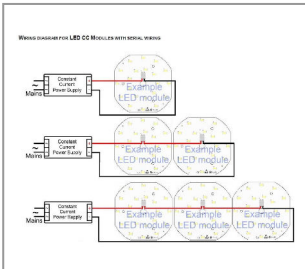 WIRING DIAGRAM FOR LED CC MODULES WITH SERIAL WIRING
Constant
Current
Power Supply
Mains
Example
LED module
Constant
Current
Power Supply
Mains
Example
LED module
Example
LED module
Constant
Current
Power Supply
Mains
Example
LED module
Example
LED module
Example
LED module